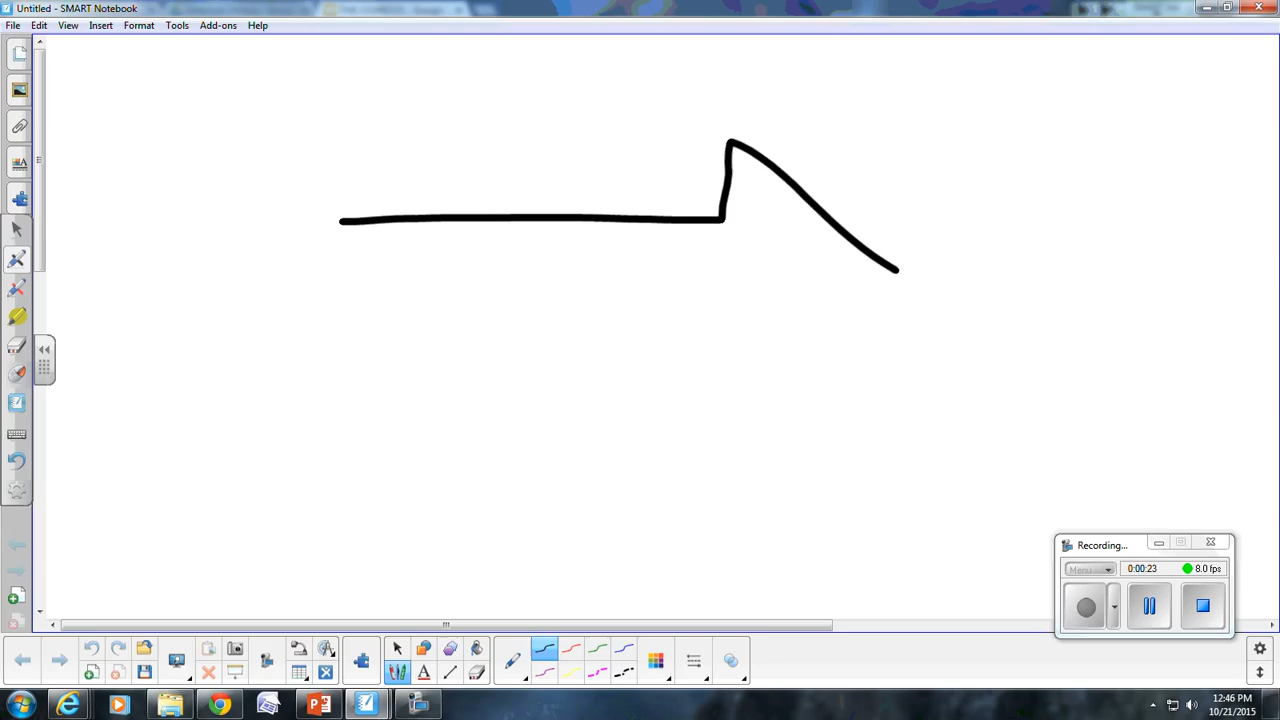 Untitled - SMART Notebook
File Edit View Insert Format Tools Add-ons Help
Recording...
Menu
0:00:23 8.0 fps
A
12:46 PM
10/21/2015